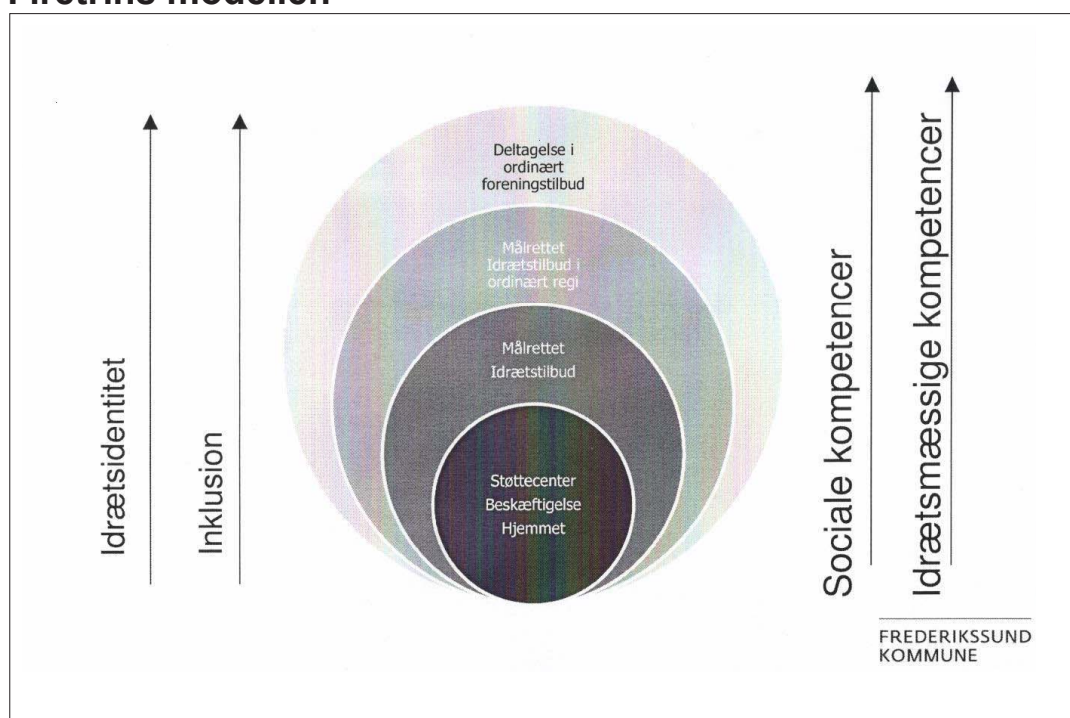 Firetrins modellen
Idrætsidentitet
Inklusion
Deltagelse i
ordinært
foreningstilbud
Målrettet
Idrætstilbud i
ordinært regi
Målrettet
Idrætstilbud
Støttecenter
Beskæftigelse
Hjemmet
Sociale kompetencer
Idrætsmæssige kompetencer
FREDERIKSSUND
KOMMUNE